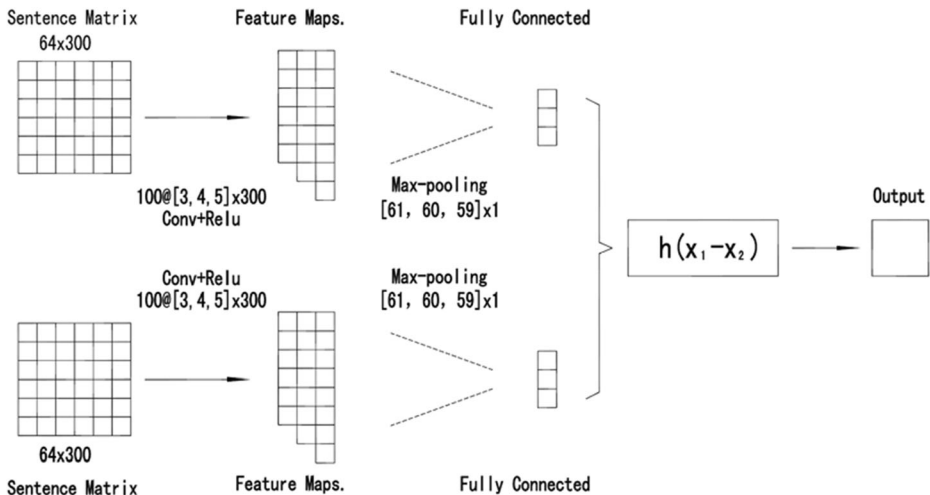 Sentence Matrix
64x300
Feature Maps.
Fully Connected
100@[3, 4, 5]x300
Conv+Relu
Max-pooling
[61, 60, 59]x1
Output
h(x₁-x₂)
Conv+Relu
100@[3, 4, 5]x300
Max-pooling
[61, 60, 59]x1
64x300
Sentence Matrix
Feature Maps.
Fully Connected